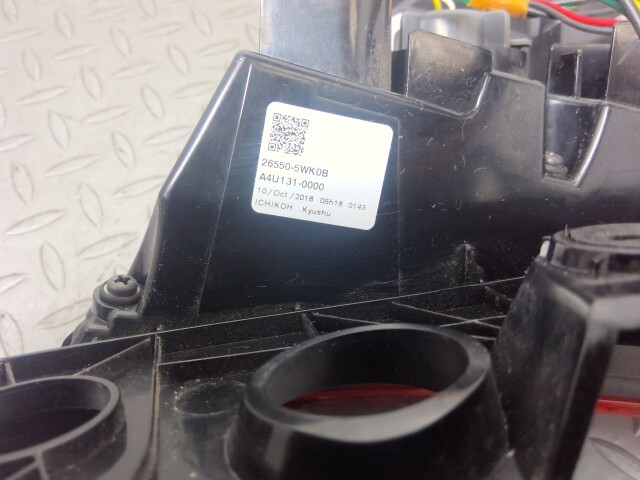 26550-5WK0B
A4U131-0000
10/Oct/2018 05h18 0143
ICHIKOH Kyushu